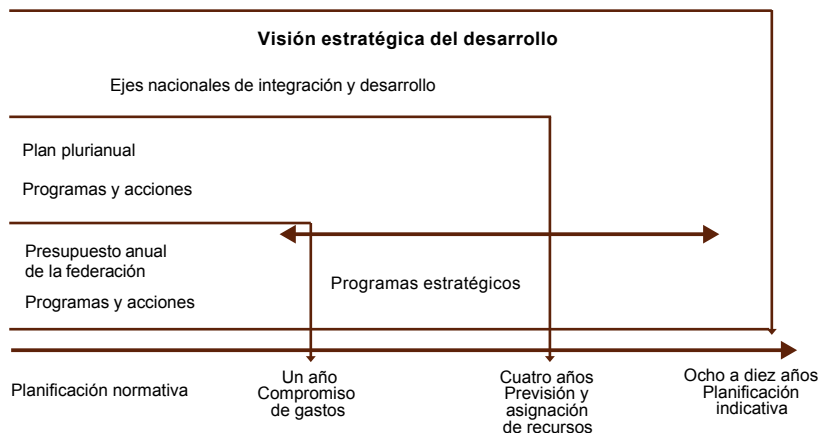 Visión estratégica del desarrollo
Ejes nacionales de integración y desarrollo
Plan plurianual
Programas y acciones
Presupuesto anual
de la federación
Programas y acciones
Programas estratégicos
Planificación normativa
Un año
Compromiso
de gastos
Cuatro años
Previsión y
asignación
de recursos
Ocho a diez años
Planificación
indicativa